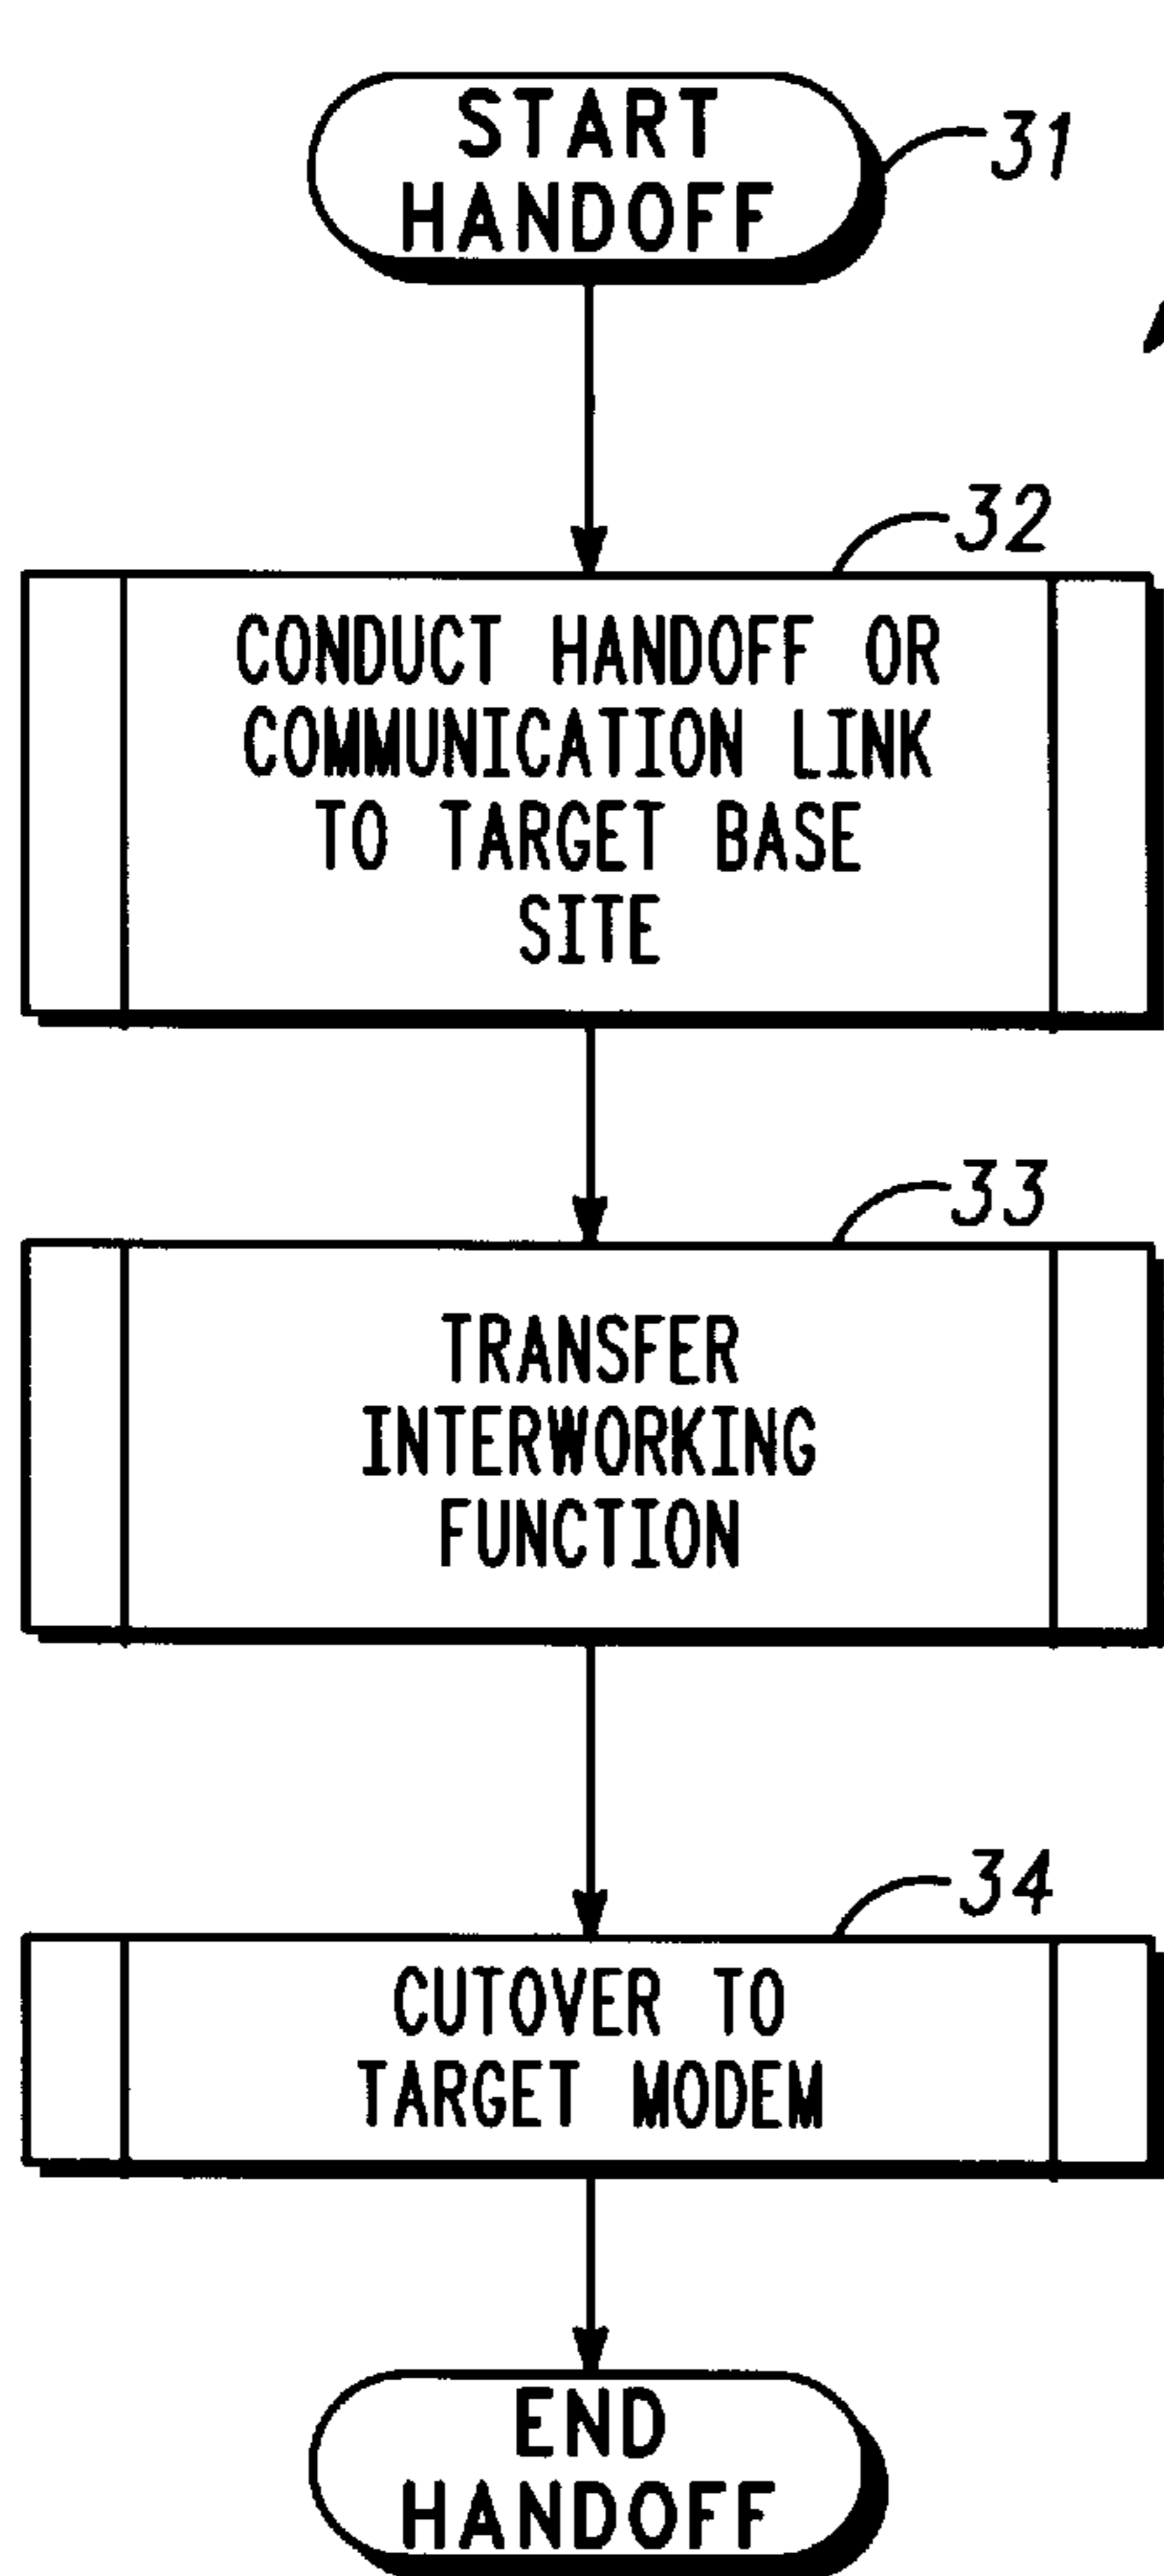 START
HANDOFF
31
32
CONDUCT HANDOFF OR
COMMUNICATION LINK
TO TARGET BASE
SITE
33
TRANSFER
INTERWORKING
FUNCTION
34
CUTOVER TO
TARGET MODEM
END
HANDOFF